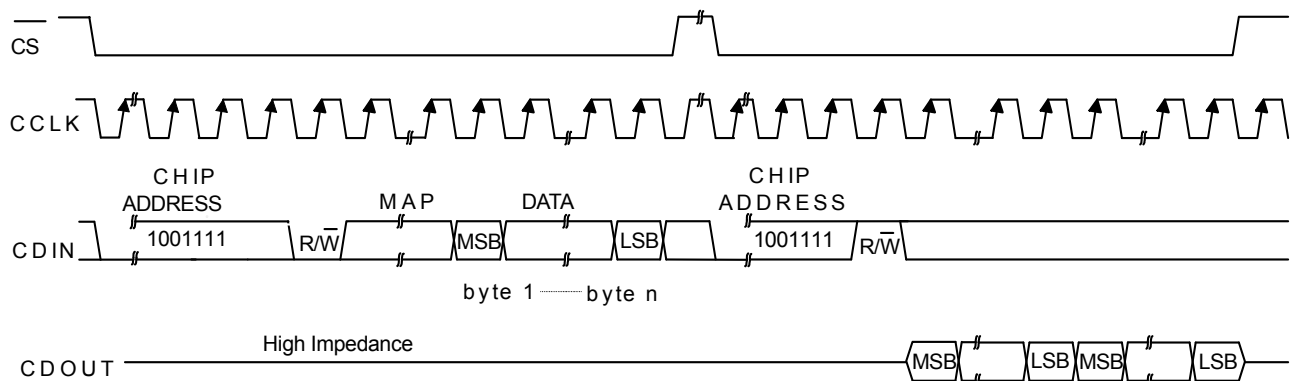 CS
CCLK
CHIP
ADDRESS
MAP
DATA
CHIP
ADDRESS
CDIN
1001111
R/W
MSB
LSB
1001111
R/W
byte 1 byte n
High Impedance
CDOUT
MSB
LSB
MSB
LSB